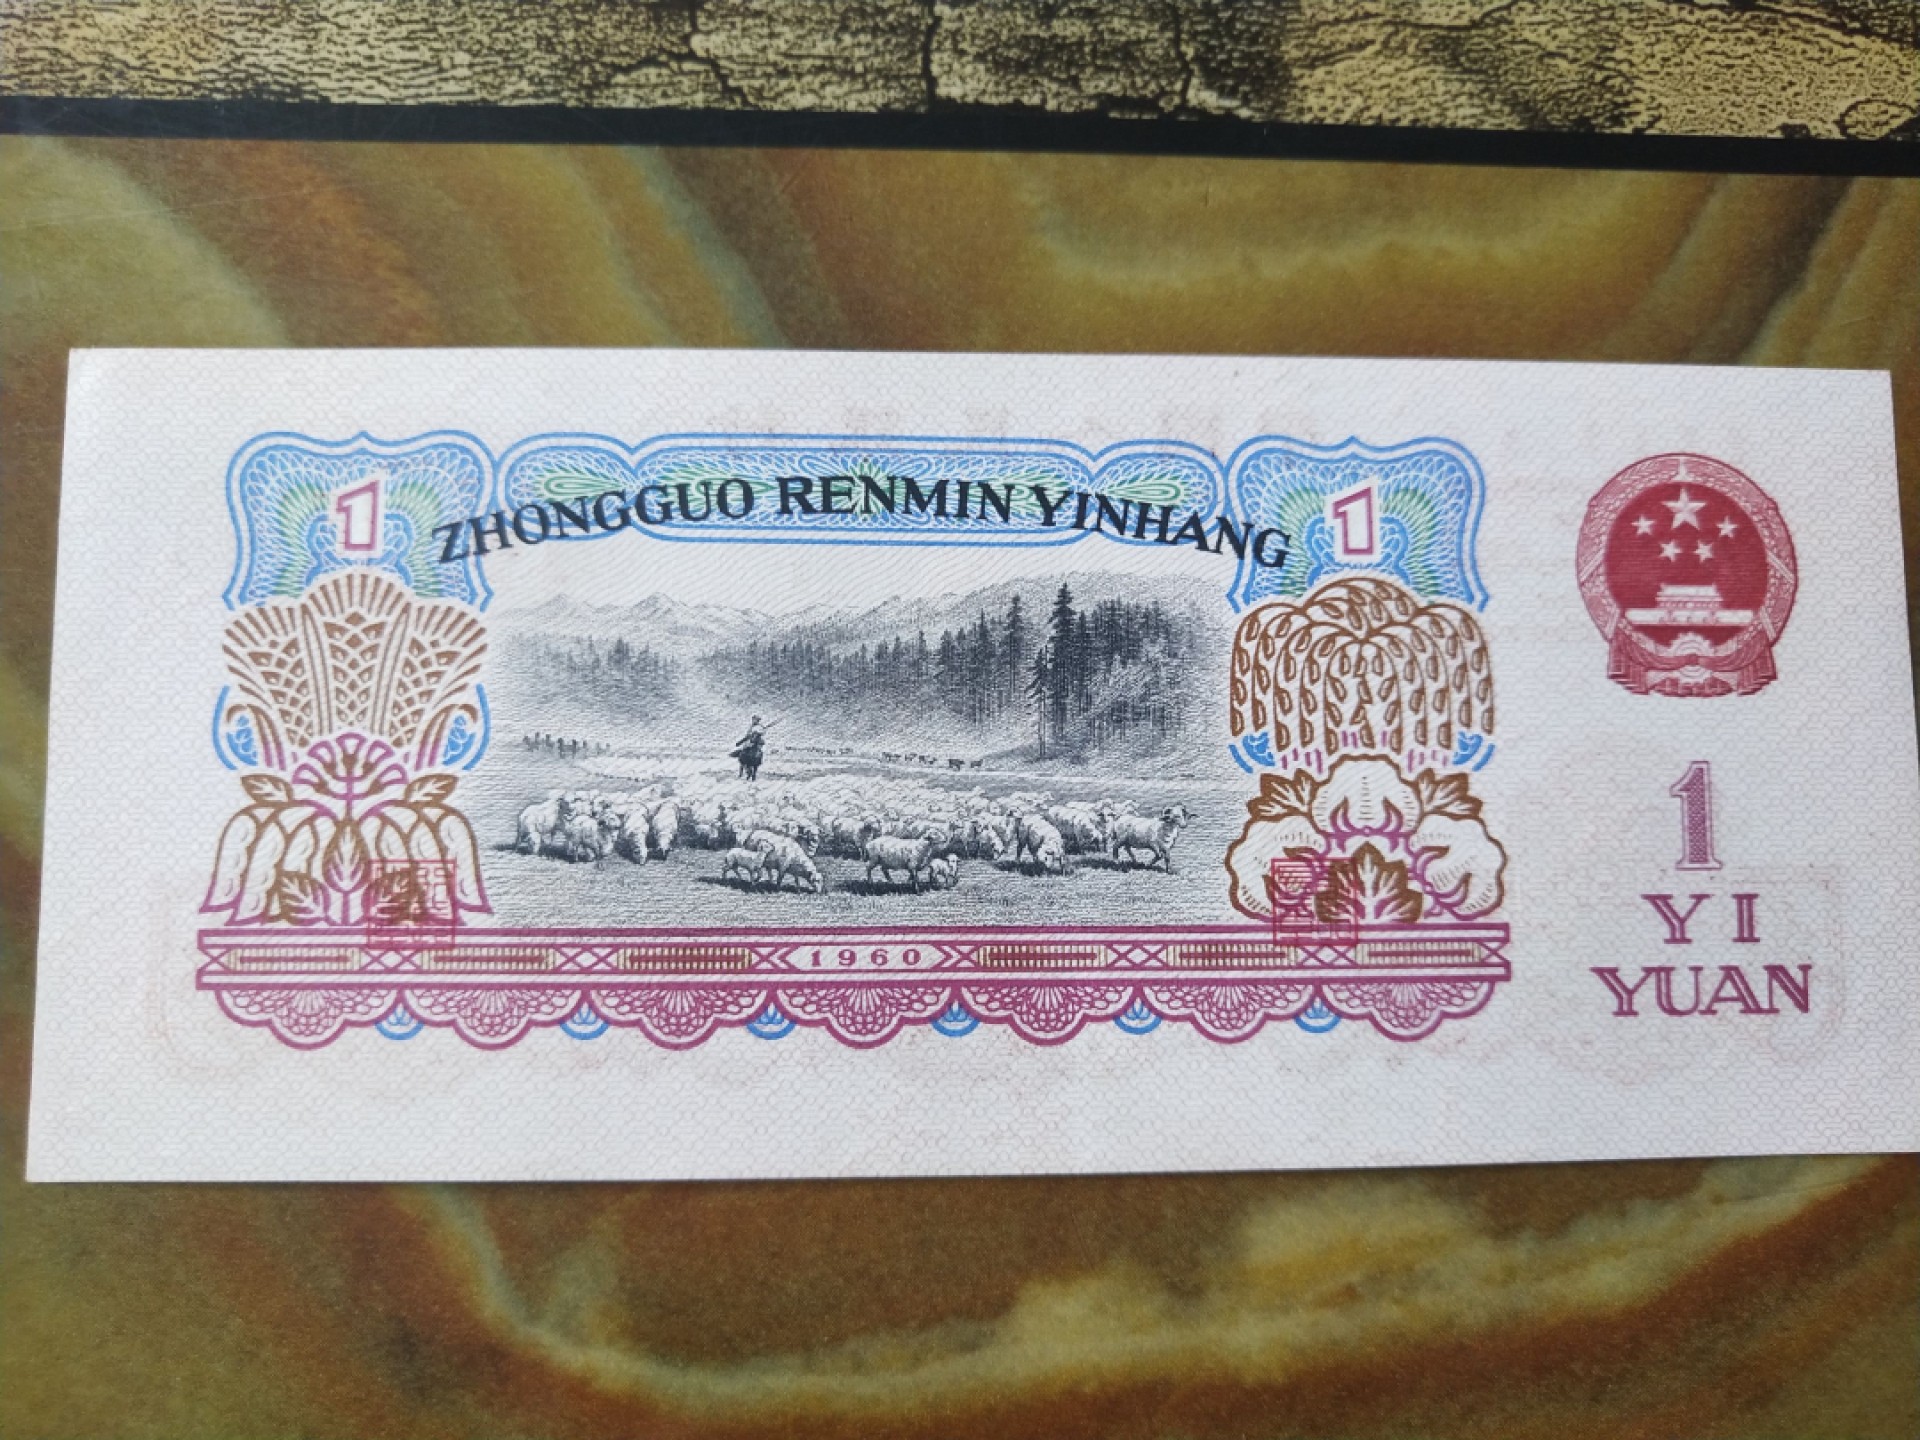 ZHONGGUO RENMIN YINHANG
1
1
1
YI
YUAN
1960